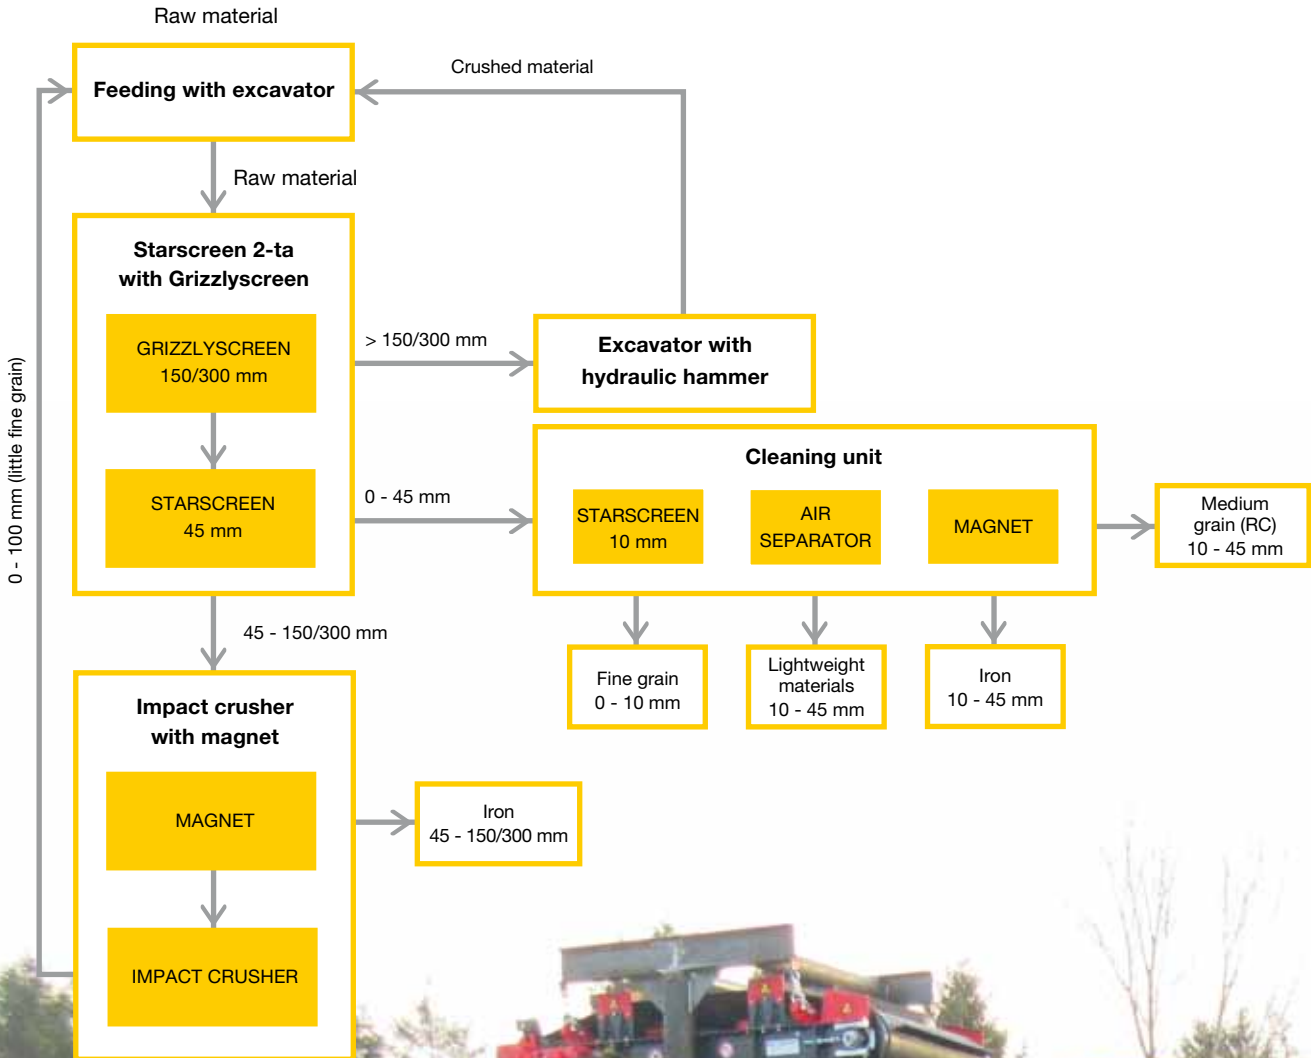 Raw material
Feeding with excavator
Crushed material
Raw material
Starscreen 2-ta
with Grizzlyscreen
GRIZZLYSCREEN
150/300 mm
> 150/300 mm
Excavator with
hydraulic hammer
STARSCREEN
45 mm
0 - 45 mm
Cleaning unit
STARSCREEN
10 mm
AIR
SEPARATOR
MAGNET
Medium
grain (RC)
10 - 45 mm
Fine grain
0 - 10 mm
Lightweight
materials
10 - 45 mm
Iron
10 - 45 mm
0 - 100 mm (little fine grain)
45 - 150/300 mm
Impact crusher
with magnet
MAGNET
Iron
45 - 150/300 mm
IMPACT CRUSHER